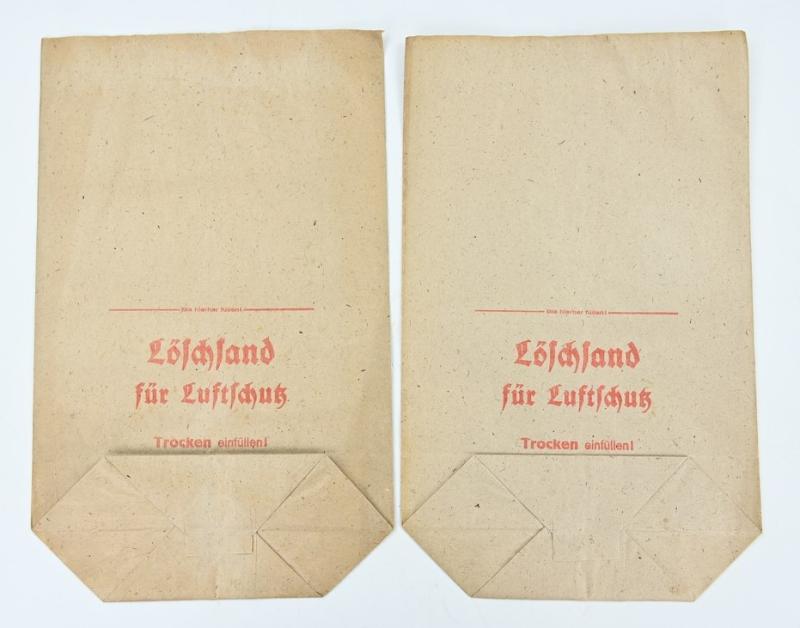 Bis hierher füllen!
Löschsand
für Luftschutz
Trocken einfüllen!
Bis hierher füllen!
Löschsand
für Luftschutz
Trocken einfüllen!